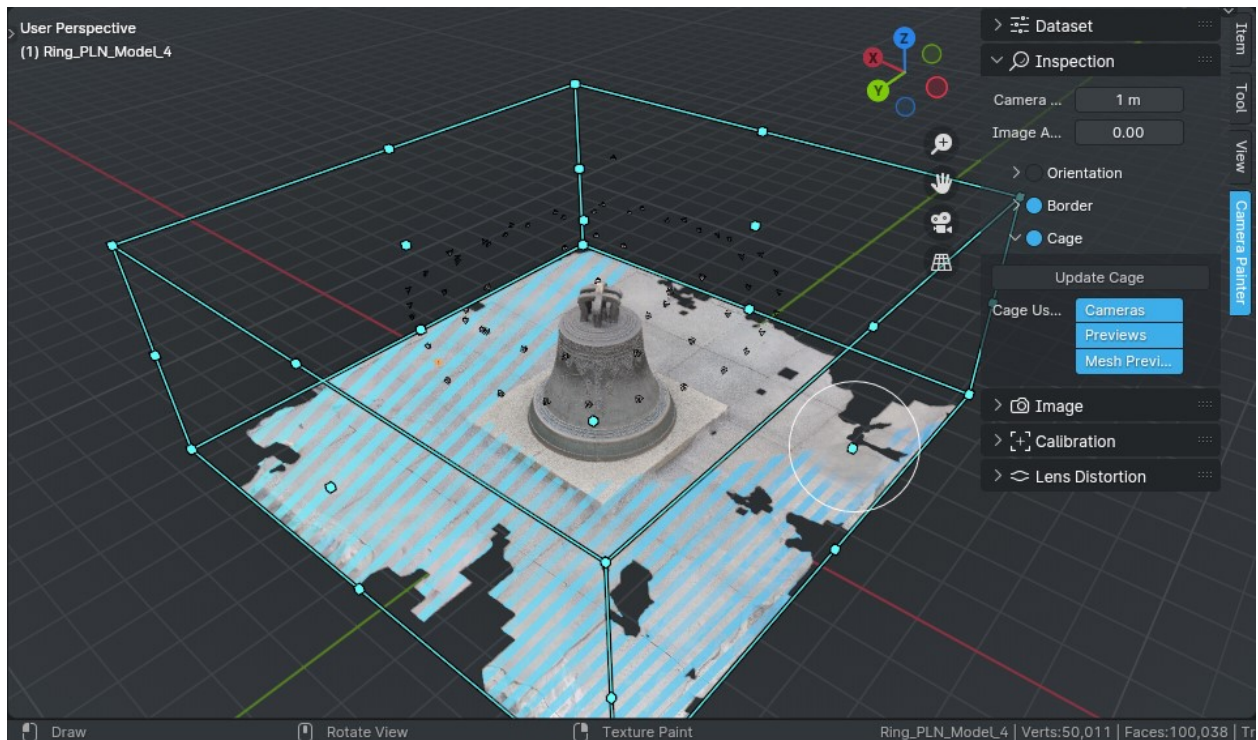 User Perspective
(1) Ring_PLN_Model_4
Z
X
Y
Dataset
Inspection
Camera ... 1 m
Image A... 0.00
Orientation
Border
Cage
Update Cage
Cage Us... Cameras
Previews
Mesh Previ...
Image
Calibration
Lens Distortion
Item
Tool
View
Camera Painter
Draw Rotate View Texture Paint Ring_PLN_Model_4 | Verts:50,011 | Faces:100,038 | Tr